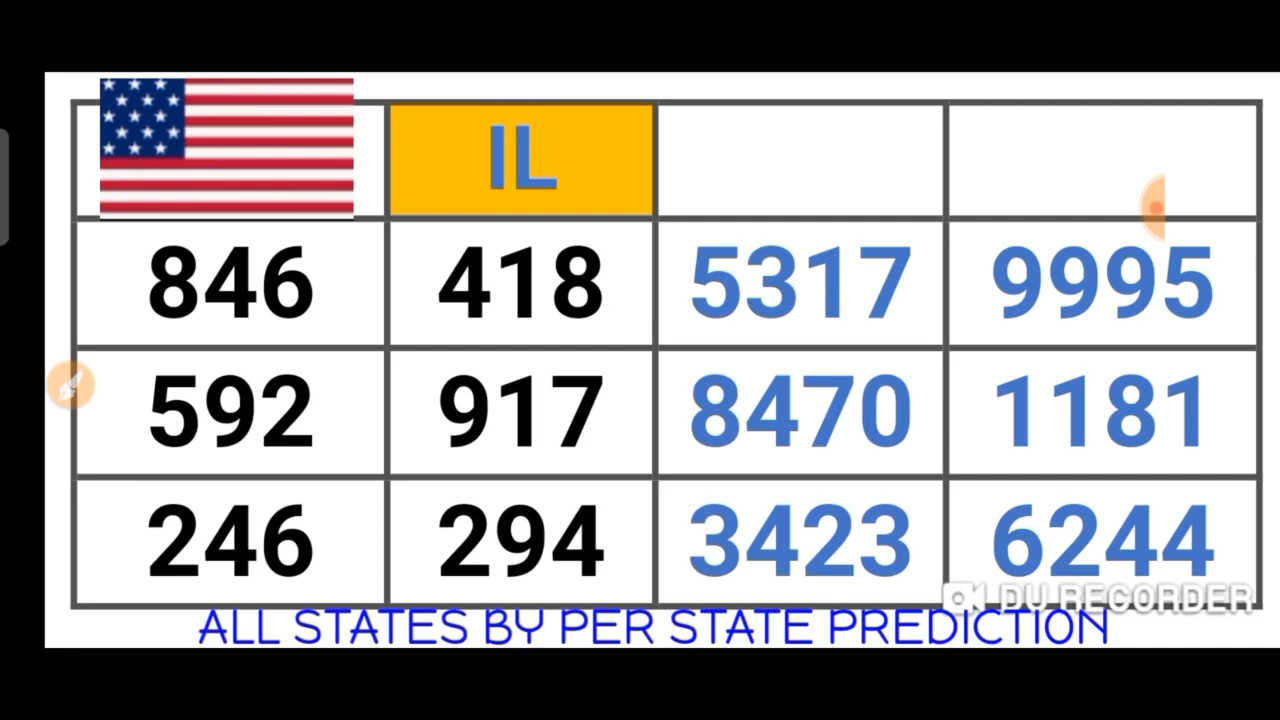 IL
846 418 5317 9995
592 917 8470 1181
246 294 3423 6244
DU RECORDER
ALL STATES BY PER STATE PREDICTION